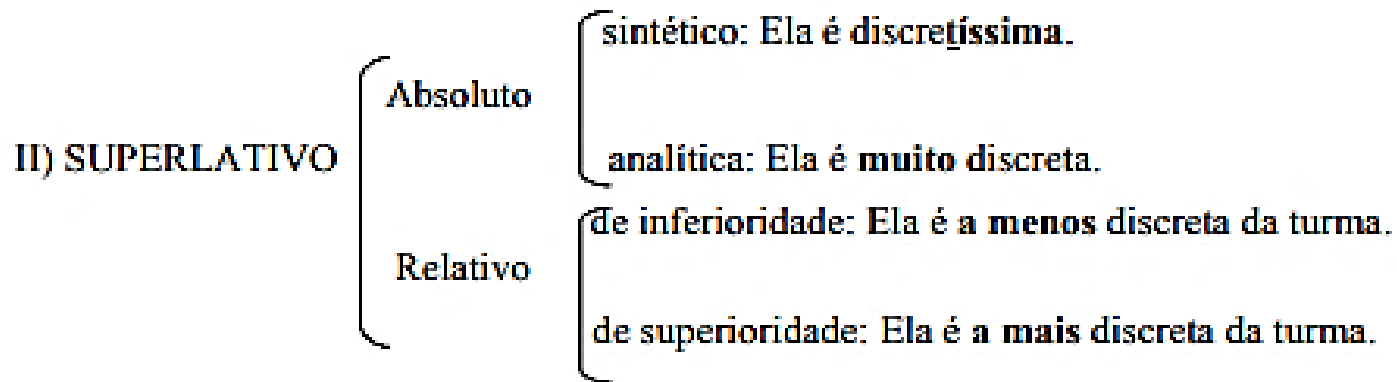 sintético: Ela é discretíssima.
Absoluto
II) SUPERLATIVO
analítica: Ela é muito discreta.
de inferioridade: Ela é a menos discreta da turma.
Relativo
de superioridade: Ela é a mais discreta da turma.